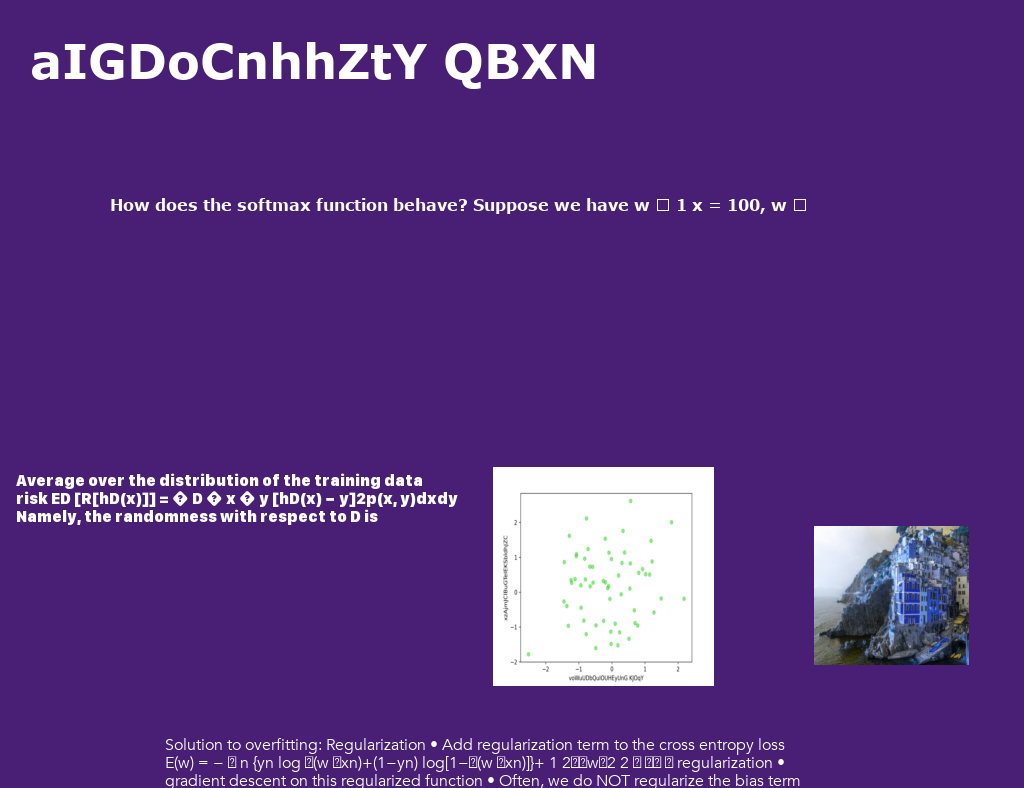 aIGDoCnhhZtY QBXN
How does the softmax function behave? Suppose we have w □ 1 x = 100, w □
Average over the distribution of the training data
risk ED [R[hD(x)]] = � D � x � y [hD(x) − y]2p(x, y)dxdy
Namely, the randomness with respect to D is
2
1
0
−1
−2
−2 −1 0 1 2
Solution to overfitting: Regularization • Add regularization term to the cross entropy loss
E(w) = − ⍰ n {yn log ⍰(w ⍰xn)+(1−yn) log[1−⍰(w ⍰xn)]}+ 1 2⍰⍰w⍰2 2 ⍰ ⍰⍰ ⍰ regularization •
gradient descent on this regularized function • Often, we do NOT regularize the bias term